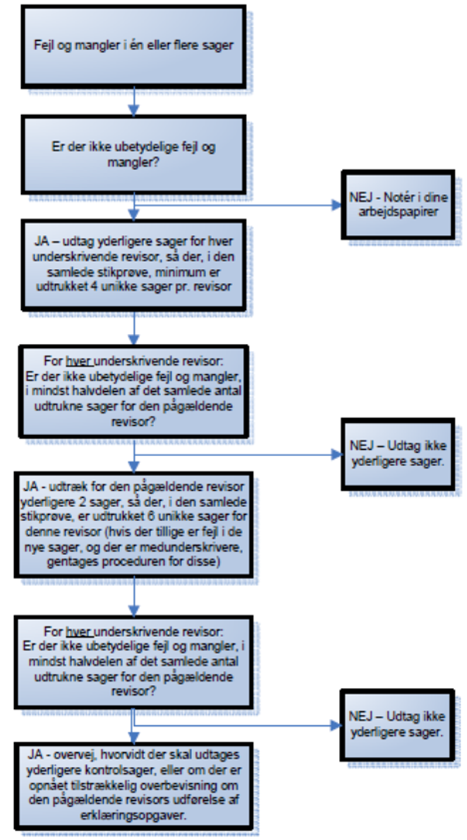 Fejl og mangler i én eller flere sager
Er der ikke ubetydelige fejl og
mangler?
NEJ - Notér i dine
arbejdspapirer
JA – udtag yderligere sager for hver
underskrivende revisor, så der, i den
samlede stikprøve, minimum er
udtrukket 4 unikke sager pr. revisor
For hver underskrivende revisor:
Er der ikke ubetydelige fejl og mangler,
i mindst halvdelen af det samlede antal
udtrukne sager for den pågældende
revisor?
NEJ – Udtag ikke
yderligere sager.
JA - udtræk for den pågældende revisor
yderligere 2 sager, så der, i den samlede
stikprøve, er udtrukket 6 unikke sager for
denne revisor (hvis der tillige er fejl i de
nye sager, og der er medunderskrivere,
gentages proceduren for disse)
For hver underskrivende revisor:
Er der ikke ubetydelige fejl og mangler, i
mindst halvdelen af det samlede antal
udtrukne sager for den pågældende
revisor?
NEJ – Udtag ikke
yderligere sager.
JA - overvej, hvorvidt der skal udtages
yderligere kontrolsager, eller om der er
opnået tilstrækkelig overbevisning om
den pågældende revisors udførelse af
erklæringsopgaver.